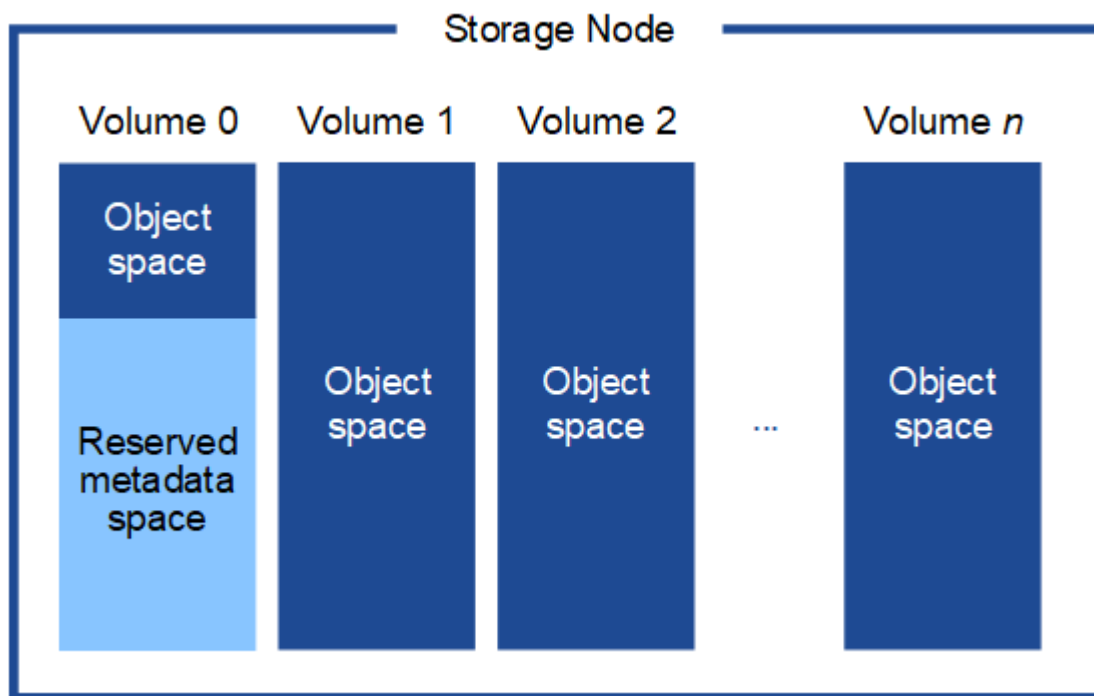 Storage Node
Volume 0
Volume 1
Volume 2
Volume n
Object
space
Reserved
metadata
space
Object
space
Object
space
...
Object
space